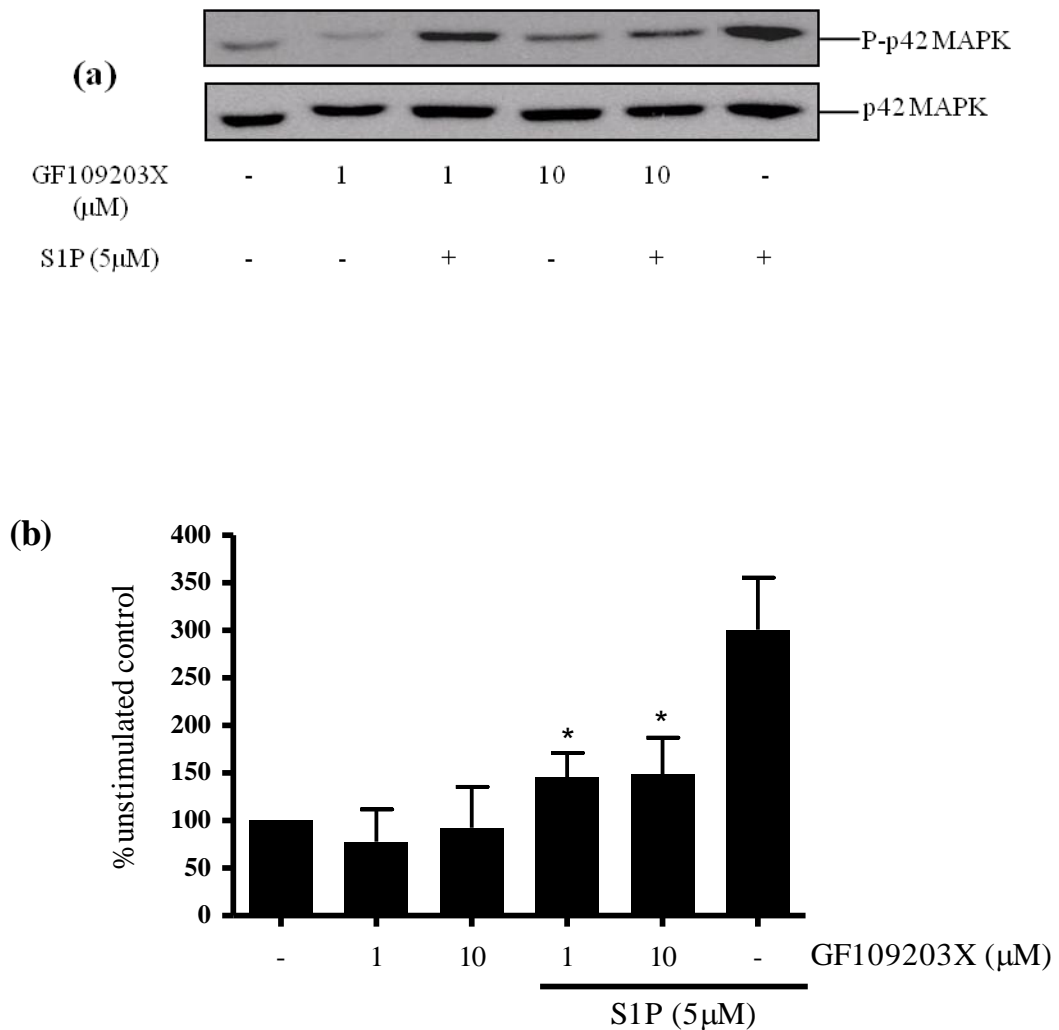 P-p42 MAPK
(a)
p42 MAPK
GF109203X - 1 1 10 10 -
(μM)
S1P (5μM) - - + - + +
(b)
% unstimulated control
400
350
300
250
200
150
100
50
0
* *
- 1 10 1 10 - GF109203X (μM)
S1P (5μM)